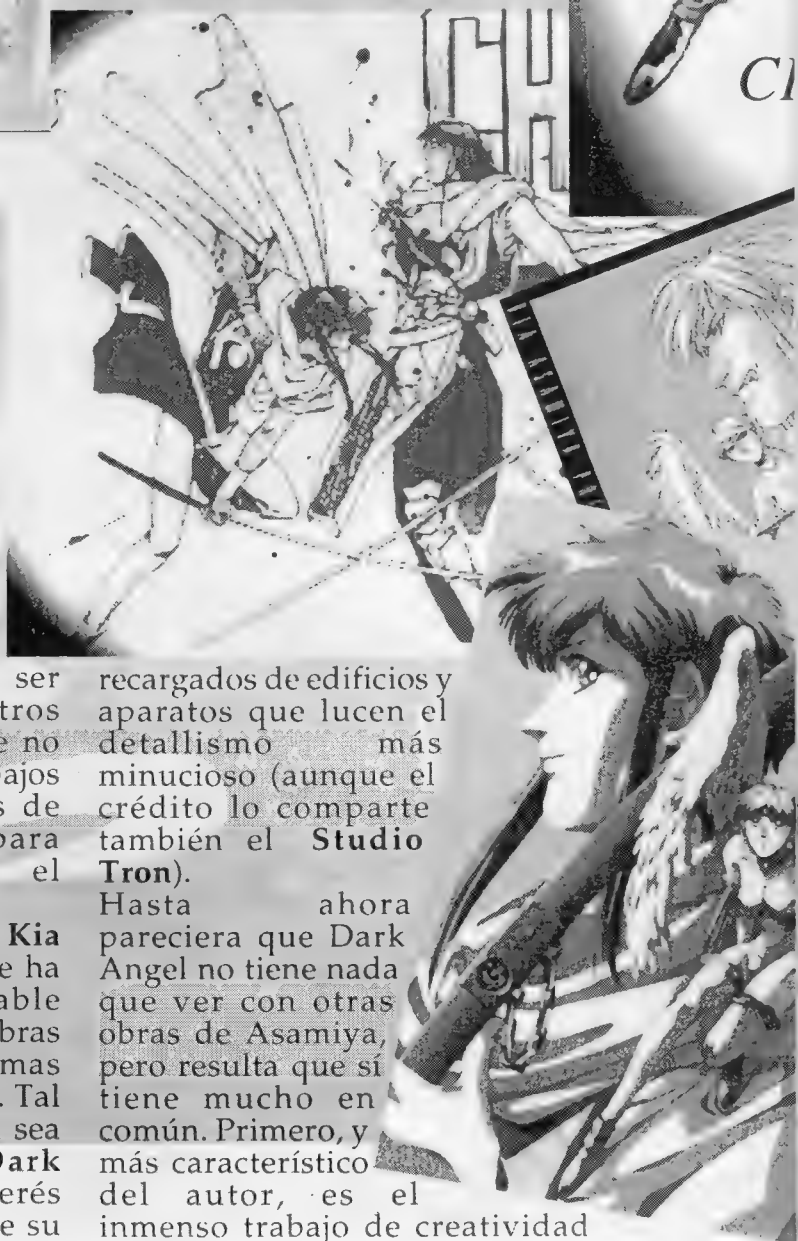 CI
KIA ASAMIYA
ser
tros
e no
ajos
s de
para
el
Kia
e ha
able
bras
mas
. Tal
sea
Dark
erés
e su
recargados de edificios y
aparatos que lucen el
detallismo más
minucioso (aunque el
crédito lo comparte
también el Studio
Tron).
Hasta ahora
pareciera que Dark
Angel no tiene nada
que ver con otras
obras de Asamiya,
pero resulta que sí
tiene mucho en
común. Primero, y
más característico
del autor, es el
inmenso trabajo de creatividad